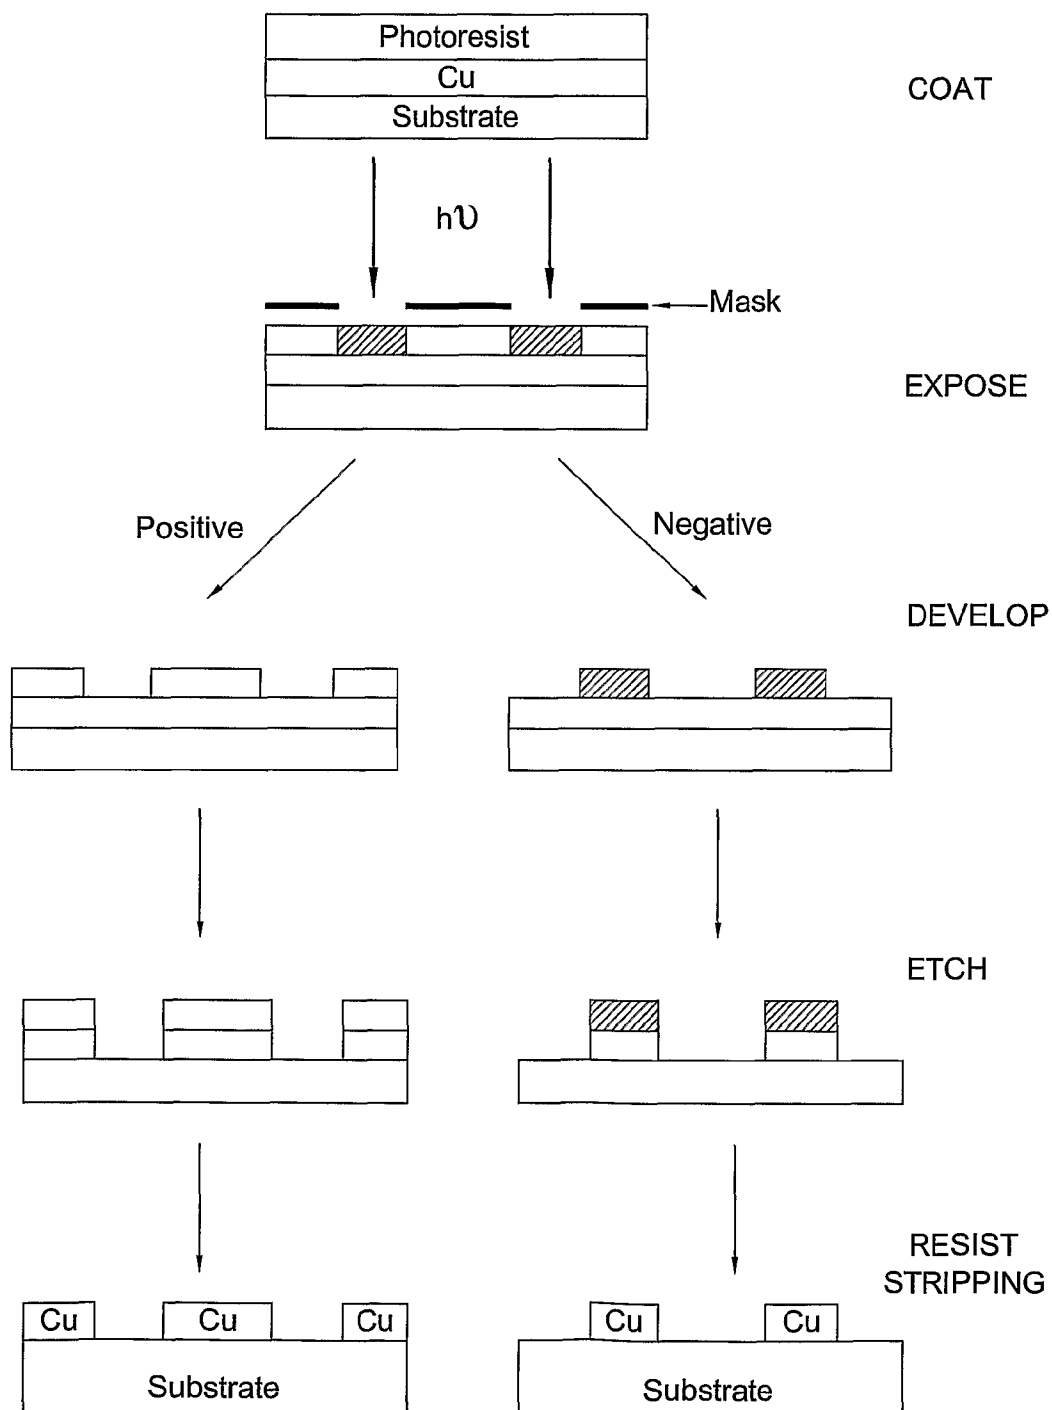 Photoresist
Cu
Substrate
COAT
hυ
Mask
EXPOSE
Positive
Negative
DEVELOP
ETCH
RESIST
STRIPPING
Cu Cu Cu
Cu Cu
Substrate
Substrate